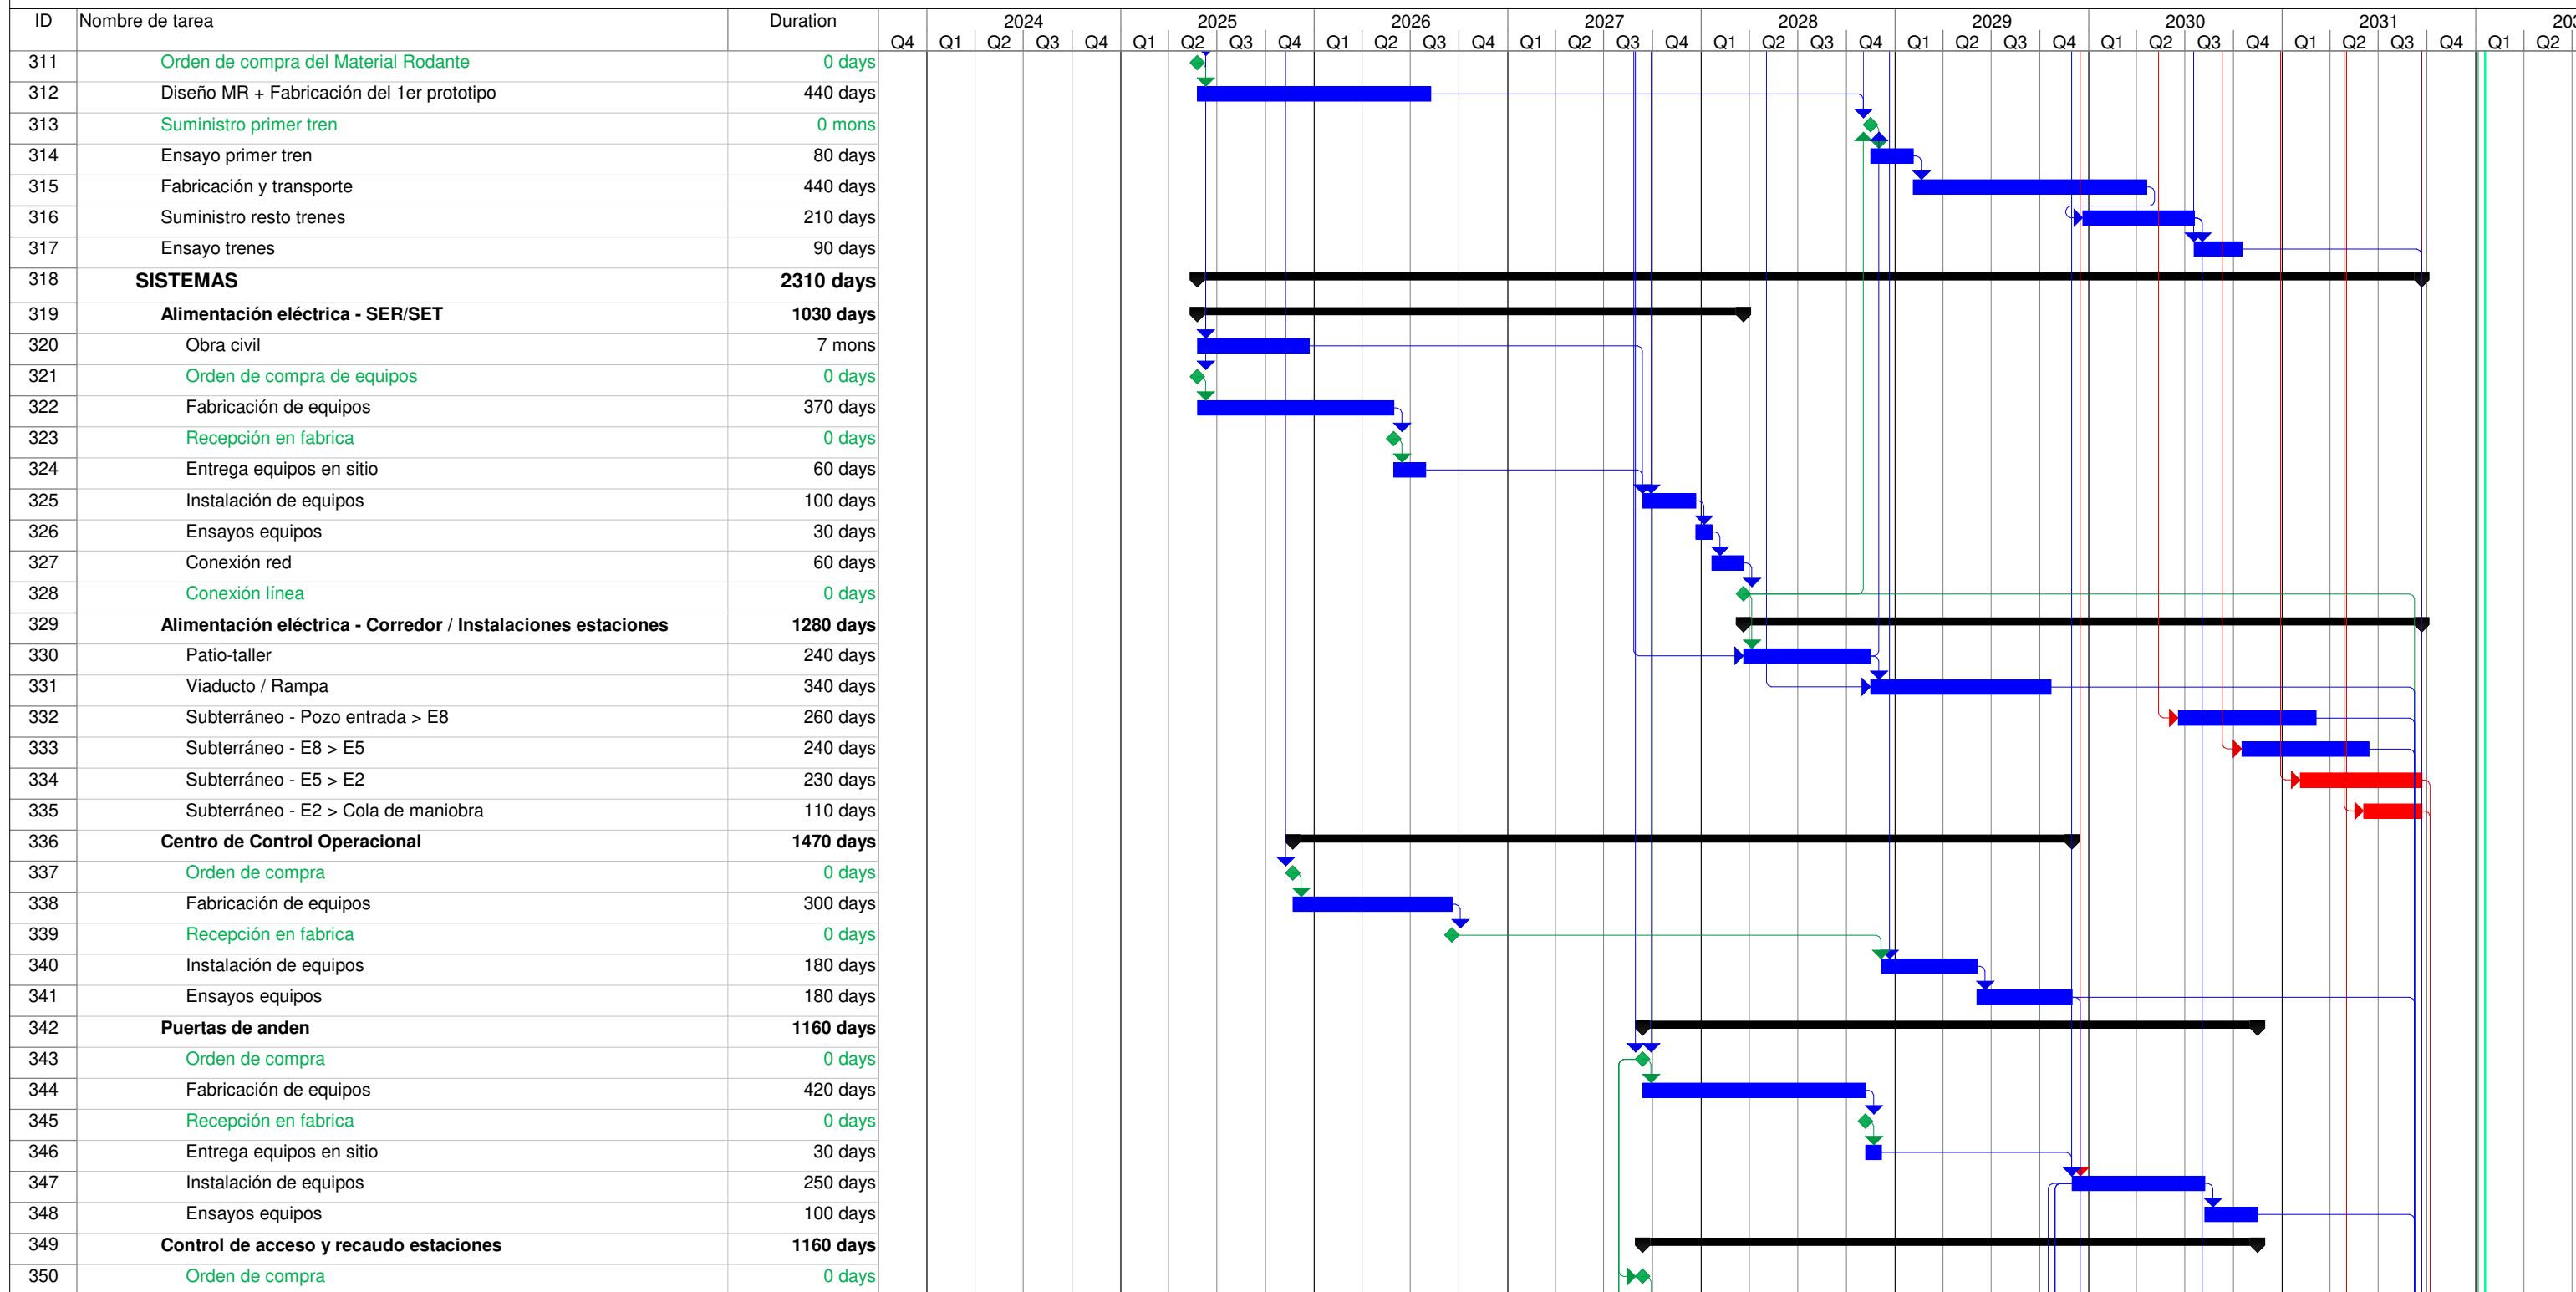 ID Nombre de tarea Duration 2024 2025 2026 2027 2028 2029 2030 2031
Q4 Q1 Q2 Q3 Q4 Q1 Q2 Q3 Q4 Q1 Q2 Q3 Q4 Q1 Q2 Q3 Q4 Q1 Q2 Q3 Q4 Q1 Q2 Q3 Q4 Q1 Q2 Q3 Q4 Q1 Q2 Q3 Q4 Q1 Q2
311 Orden de compra del Material Rodante 0 days
312 Diseño MR + Fabricación del 1er prototipo 440 days
313 Suministro primer tren 0 mons
314 Ensayo primer tren 80 days
315 Fabricación y transporte 440 days
316 Suministro resto trenes 210 days
317 Ensayo trenes 90 days
318 SISTEMAS 2310 days
319 Alimentación eléctrica - SER/SET 1030 days
320 Obra civil 7 mons
321 Orden de compra de equipos 0 days
322 Fabricación de equipos 370 days
323 Recepción en fabrica 0 days
324 Entrega equipos en sitio 60 days
325 Instalación de equipos 100 days
326 Ensayos equipos 30 days
327 Conexión red 60 days
328 Conexión línea 0 days
329 Alimentación eléctrica - Corredor / Instalaciones estaciones 1280 days
330 Patio-taller 240 days
331 Viaducto / Rampa 340 days
332 Subterráneo - Pozo entrada > E8 260 days
333 Subterráneo - E8 > E5 240 days
334 Subterráneo - E5 > E2 230 days
335 Subterráneo - E2 > Cola de maniobra 110 days
336 Centro de Control Operacional 1470 days
337 Orden de compra 0 days
338 Fabricación de equipos 300 days
339 Recepción en fabrica 0 days
340 Instalación de equipos 180 days
341 Ensayos equipos 180 days
342 Puertas de anden 1160 days
343 Orden de compra 0 days
344 Fabricación de equipos 420 days
345 Recepción en fabrica 0 days
346 Entrega equipos en sitio 30 days
347 Instalación de equipos 250 days
348 Ensayos equipos 100 days
349 Control de acceso y recaudo estaciones 1160 days
350 Orden de compra 0 days